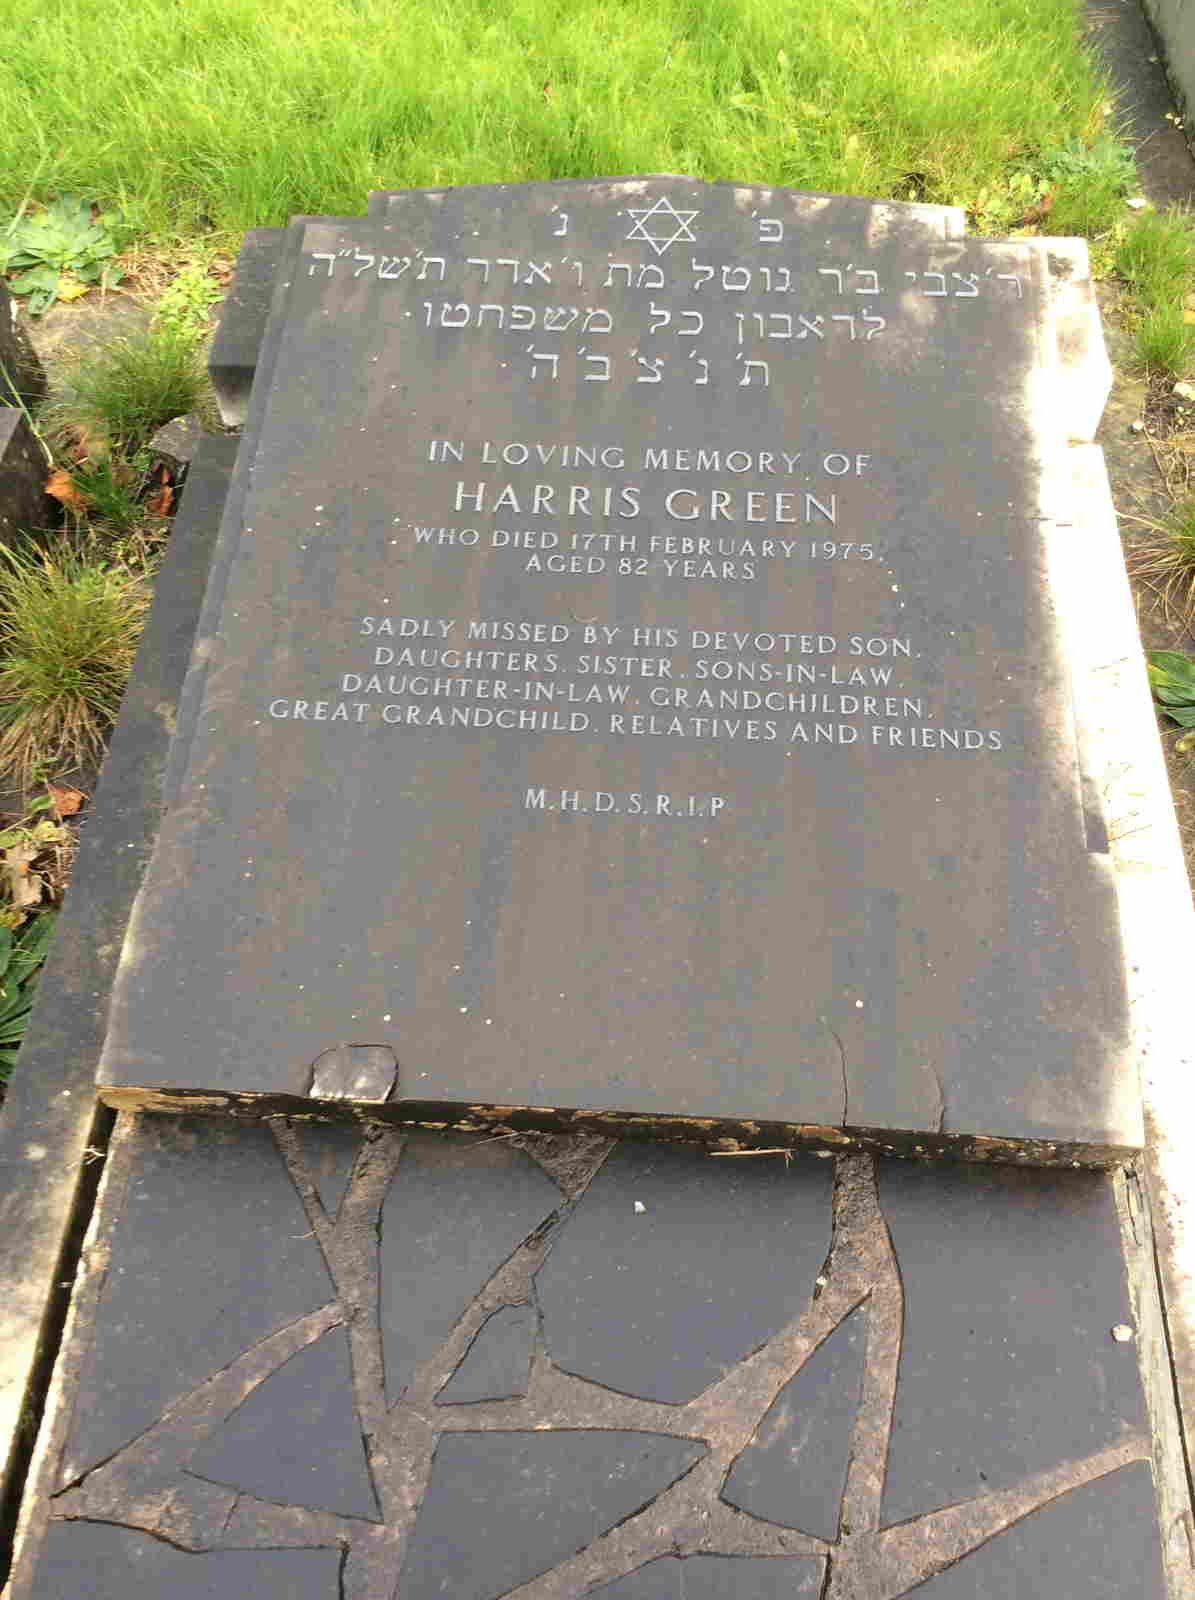 פ' נ'
ר' צבי ב'ר גוטל מת ו' אדר ת'של"ה
לדאבון כל משפחטו
ת' נ' צ' ב' ה'
IN LOVING MEMORY OF
HARRIS GREEN
WHO DIED 17TH FEBRUARY 1975.
AGED 82 YEARS
SADLY MISSED BY HIS DEVOTED SON,
DAUGHTERS, SISTER, SONS-IN-LAW,
DAUGHTER-IN-LAW, GRANDCHILDREN,
GREAT GRANDCHILD, RELATIVES AND FRIENDS
M.H.D.S.R.I.P